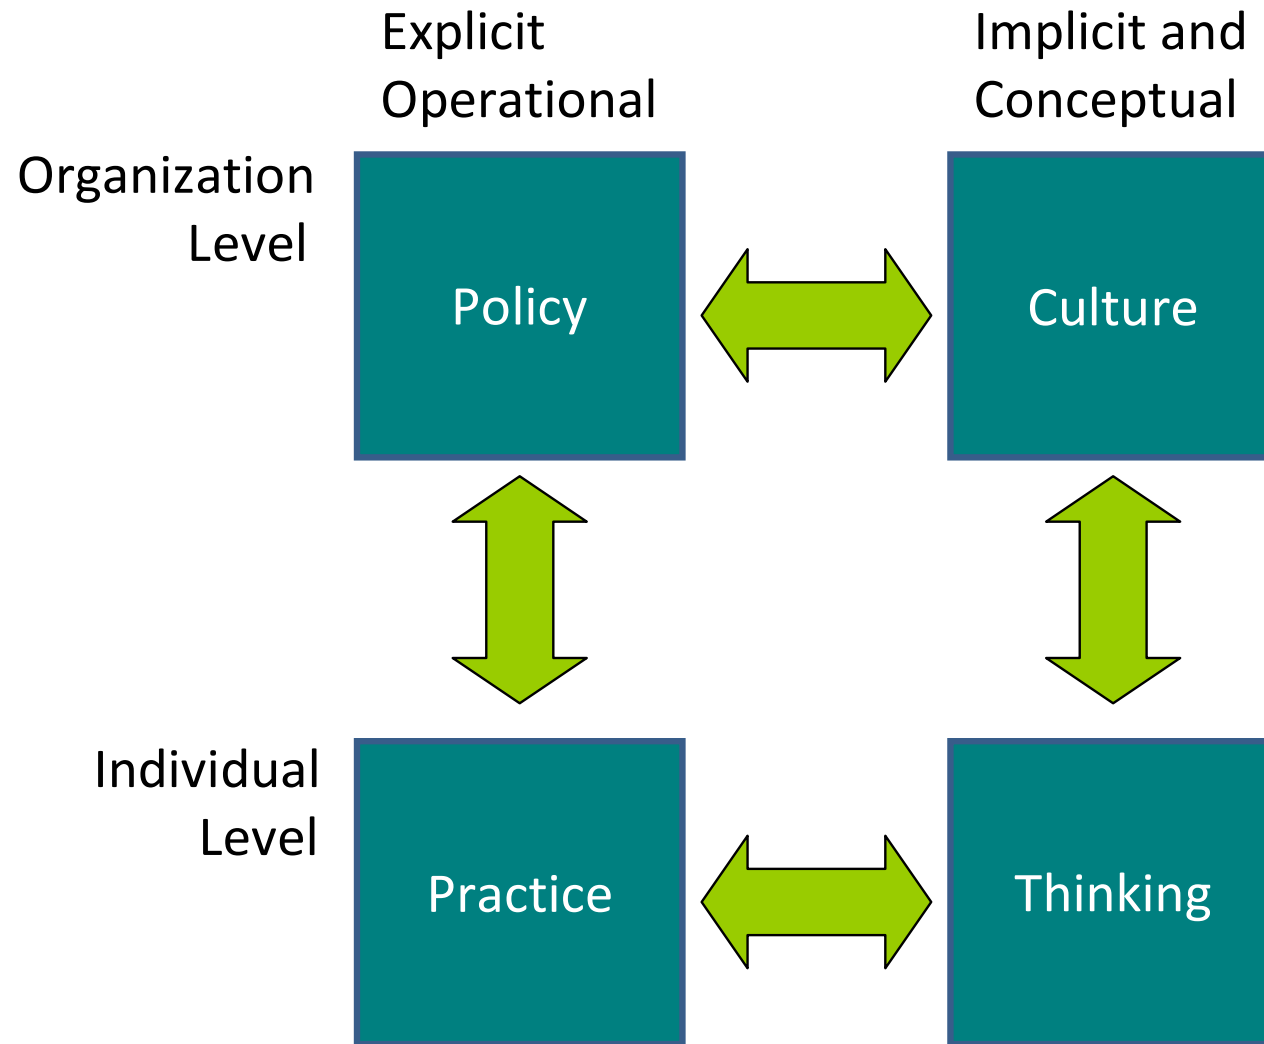 Explicit
Operational
Implicit and
Conceptual
Organization
Level
Policy
Culture
Individual
Level
Practice
Thinking